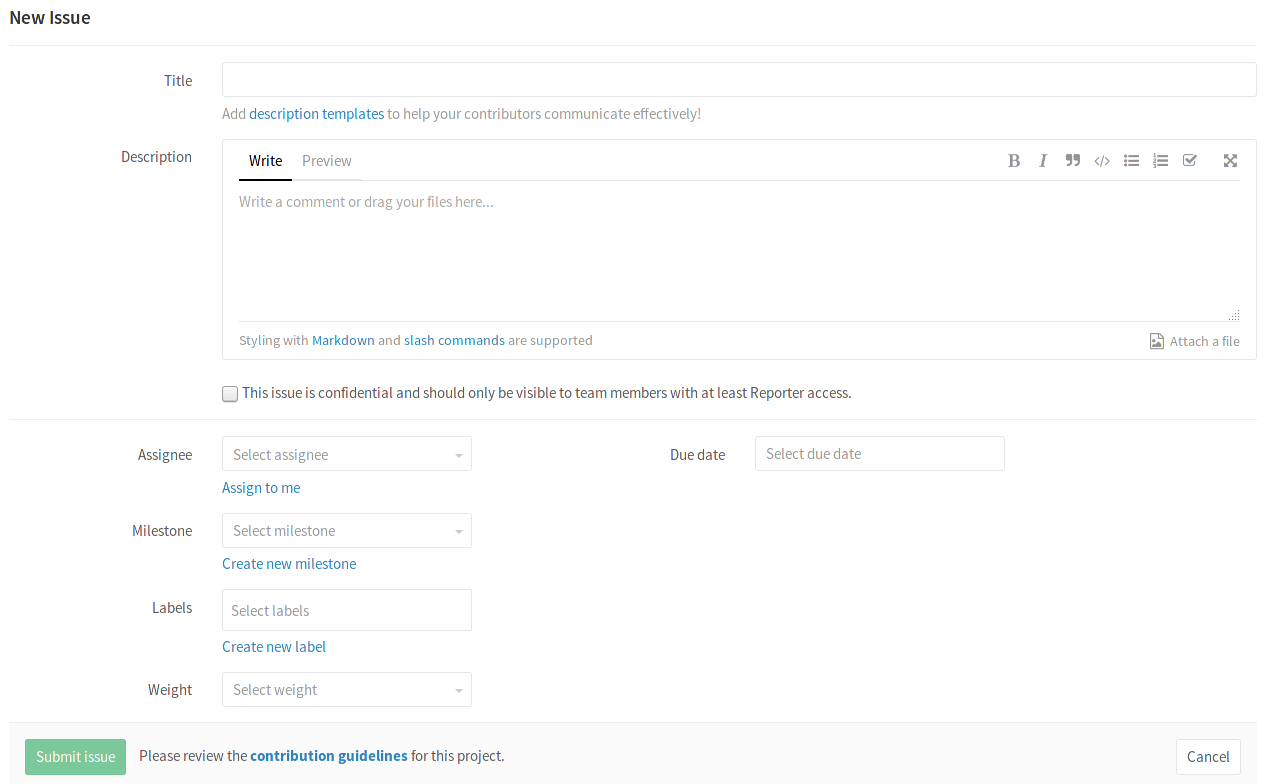 New Issue
Title
Add description templates to help your contributors communicate effectively!
Description
Write Preview
Write a comment or drag your files here...
Styling with Markdown and slash commands are supported
Attach a file
This issue is confidential and should only be visible to team members with at least Reporter access.
Assignee Select assignee Due date Select due date
Assign to me
Milestone Select milestone
Create new milestone
Labels Select labels
Create new label
Weight Select weight
Submit issue Please review the contribution guidelines for this project. Cancel